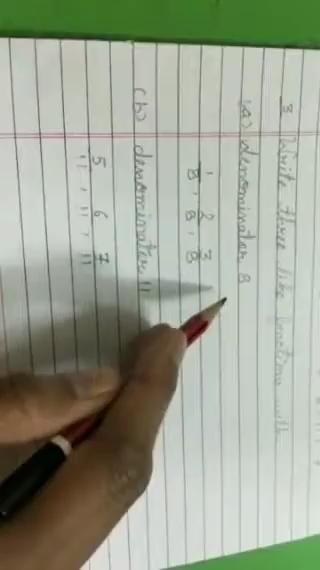 3 Write three like fractions with
(a) denominator 8
1/8, 2/8, 3/8
(b) denominator 11
5/11, 6/11, 7/11